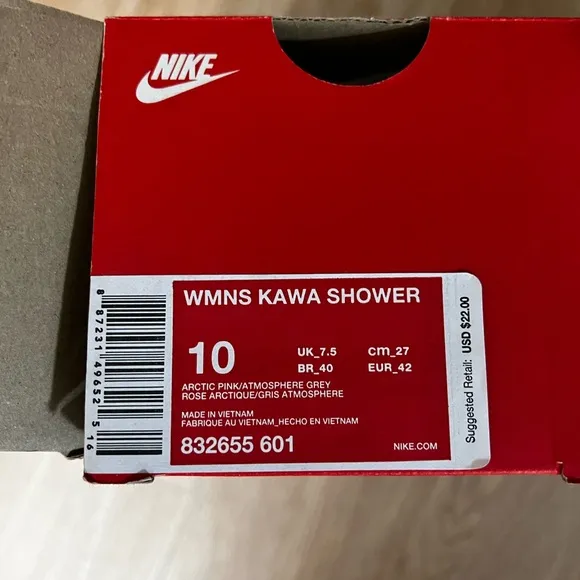 NIKE
WMNS KAWA SHOWER
10
UK_7.5 cm_27
BR_40 EUR_42
ARCTIC PINK/ATMOSPHERE GREY
ROSE ARCTIQUE/GRIS ATMOSPHERE
MADE IN VIETNAM
FABRIQUE AU VIETNAM_HECHO EN VIETNAM
832655 601
NIKE.COM
8 87231 49652 5 16
Suggested Retail: USD $22.00